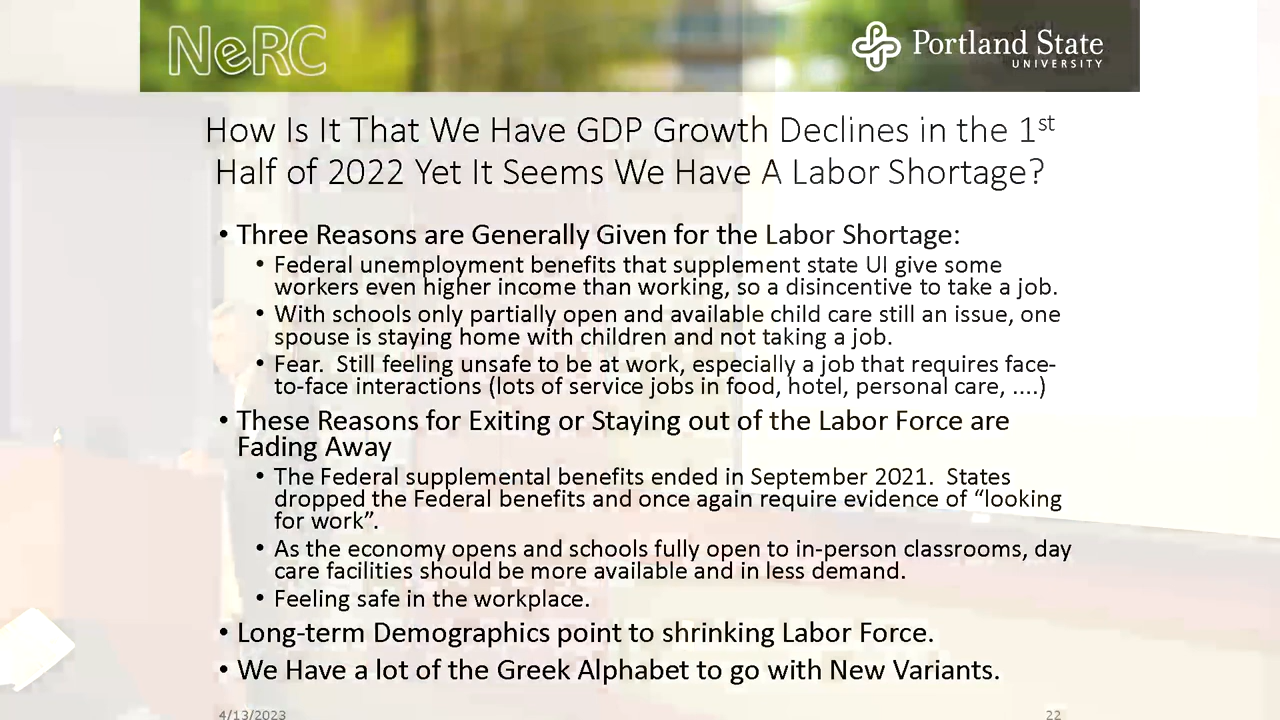 NeRC
Portland State
UNIVERSITY
How Is It That We Have GDP Growth Declines in the 1st
Half of 2022 Yet It Seems We Have A Labor Shortage?
• Three Reasons are Generally Given for the Labor Shortage:
• Federal unemployment benefits that supplement state UI give some
workers even higher income than working, so a disincentive to take a job.
• With schools only partially open and available child care still an issue, one
spouse is staying home with children and not taking a job.
• Fear.  Still feeling unsafe to be at work, especially a job that requires face-
to-face interactions (lots of service jobs in food, hotel, personal care, ....)
• These Reasons for Exiting or Staying out of the Labor Force are
Fading Away
• The Federal supplemental benefits ended in September 2021.  States
dropped the Federal benefits and once again require evidence of “looking
for work”.
• As the economy opens and schools fully open to in-person classrooms, day
care facilities should be more available and in less demand.
• Feeling safe in the workplace.
• Long-term Demographics point to shrinking Labor Force.
• We Have a lot of the Greek Alphabet to go with New Variants.
4/13/2023
22